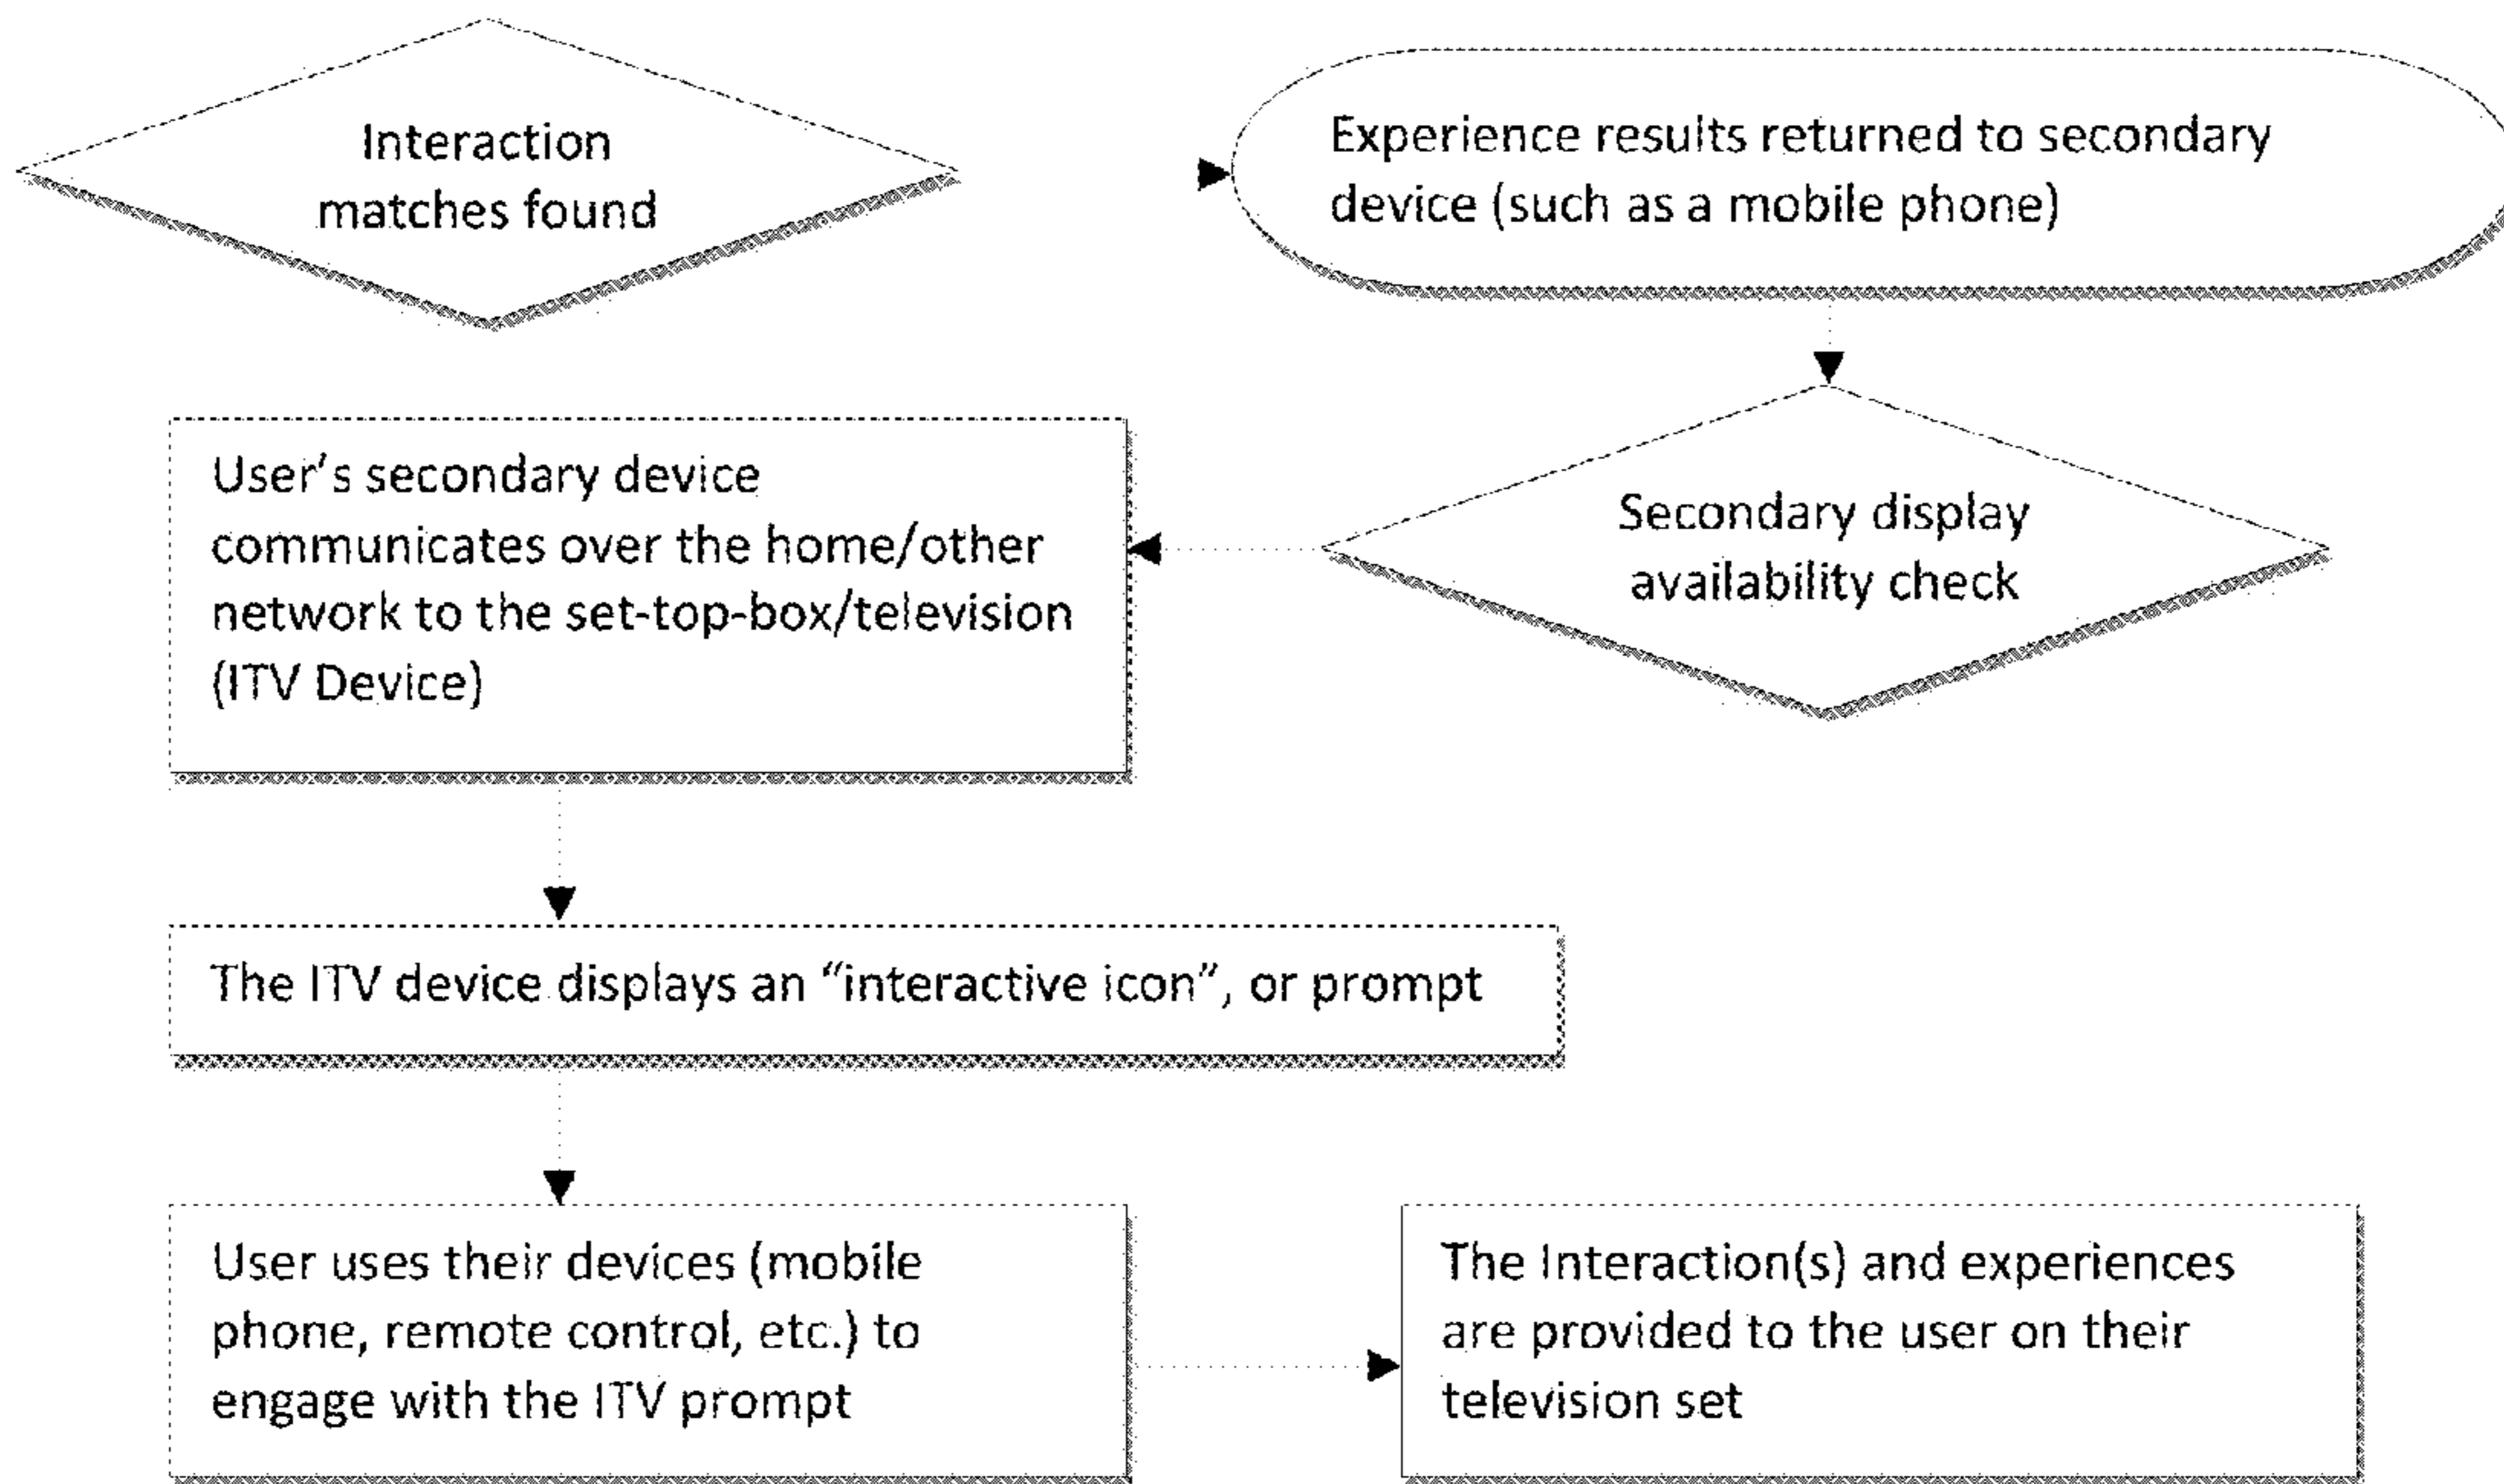 Interaction
matches found
Experience results returned to secondary
device (such as a mobile phone)
Secondary display
availability check
User's secondary device
communicates over the home/other
network to the set-top-box/television
(ITV Device)
The ITV device displays an “interactive icon”, or prompt
User uses their devices (mobile
phone, remote control, etc.) to
engage with the ITV prompt
The Interaction(s) and experiences
are provided to the user on their
television set